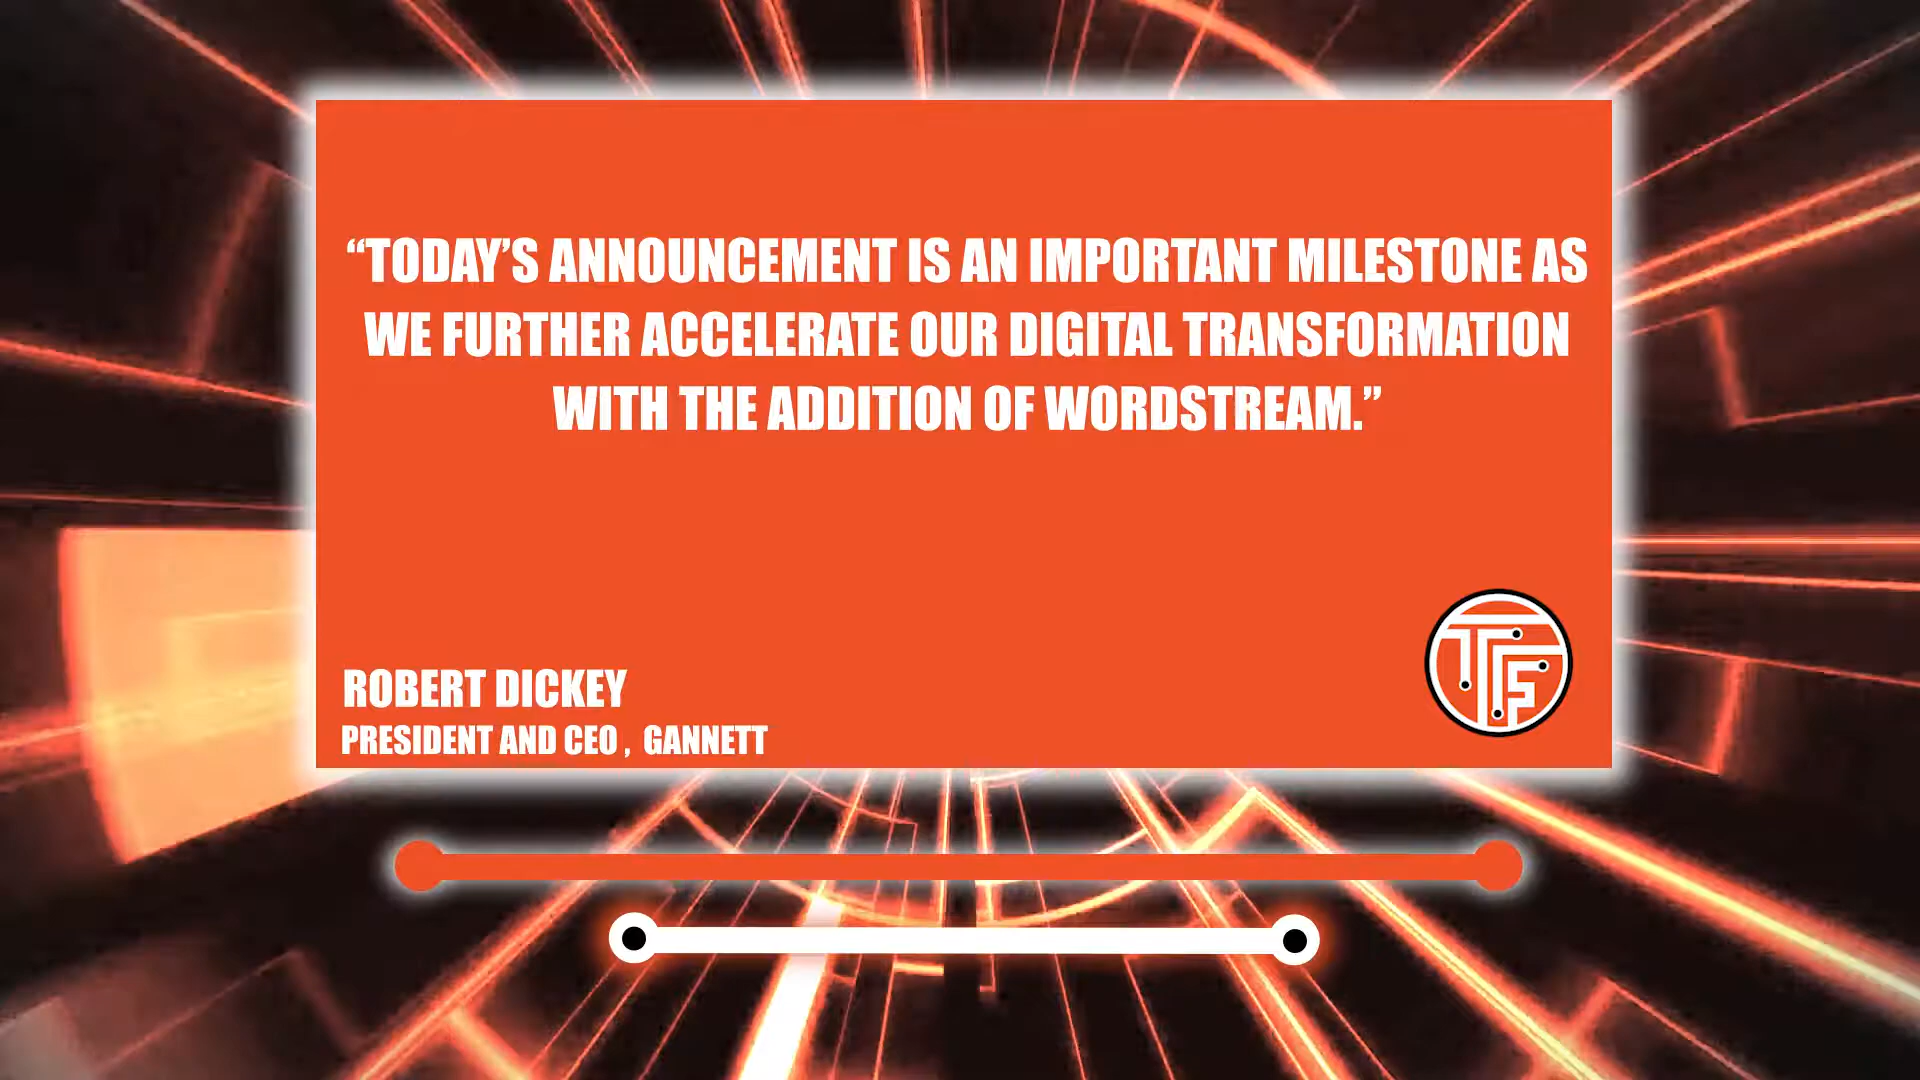 “TODAY’S ANNOUNCEMENT IS AN IMPORTANT MILESTONE AS
WE FURTHER ACCELERATE OUR DIGITAL TRANSFORMATION
WITH THE ADDITION OF WORDSTREAM.”
ROBERT DICKEY
PRESIDENT AND CEO , GANNETT